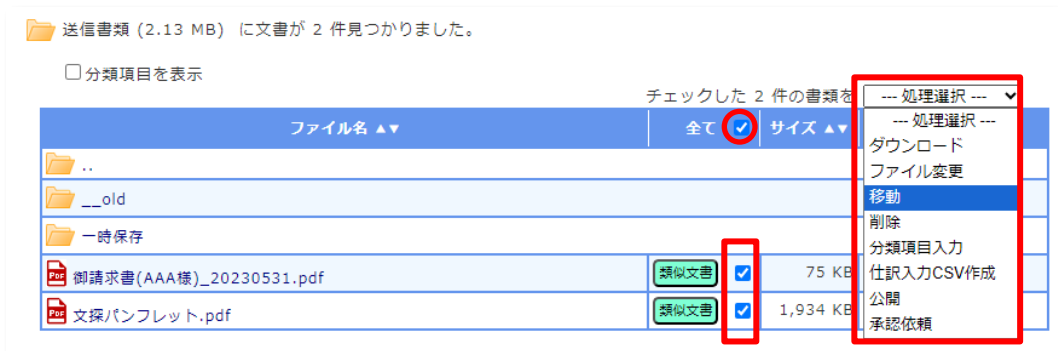 送信書類 (2.13 MB) に文書が 2 件見つかりました。
分類項目を表示
チェックした 2 件の書類を --- 処理選択 ---
ファイル名 ▲▼ 全て サイズ ▲▼
--- 処理選択 ---
ダウンロード
ファイル変更
移動
削除
分類項目入力
仕訳入力CSV作成
公開
承認依頼
..
__old
一時保存
御請求書(AAA様)_20230531.pdf 類似文書 75 KB
文探パンフレット.pdf 類似文書 1,934 KB